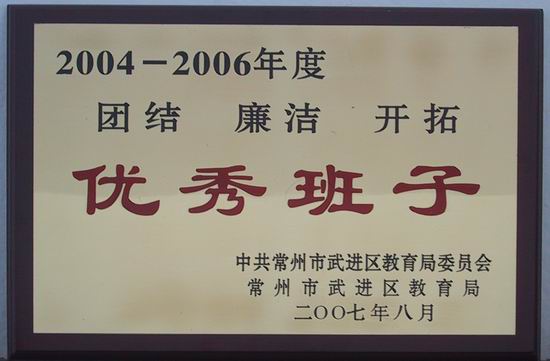 2004－2006年度
团结 廉洁 开拓
优秀班子
中共常州市武进区教育局委员会
常州市武进区教育局
二〇〇七年八月